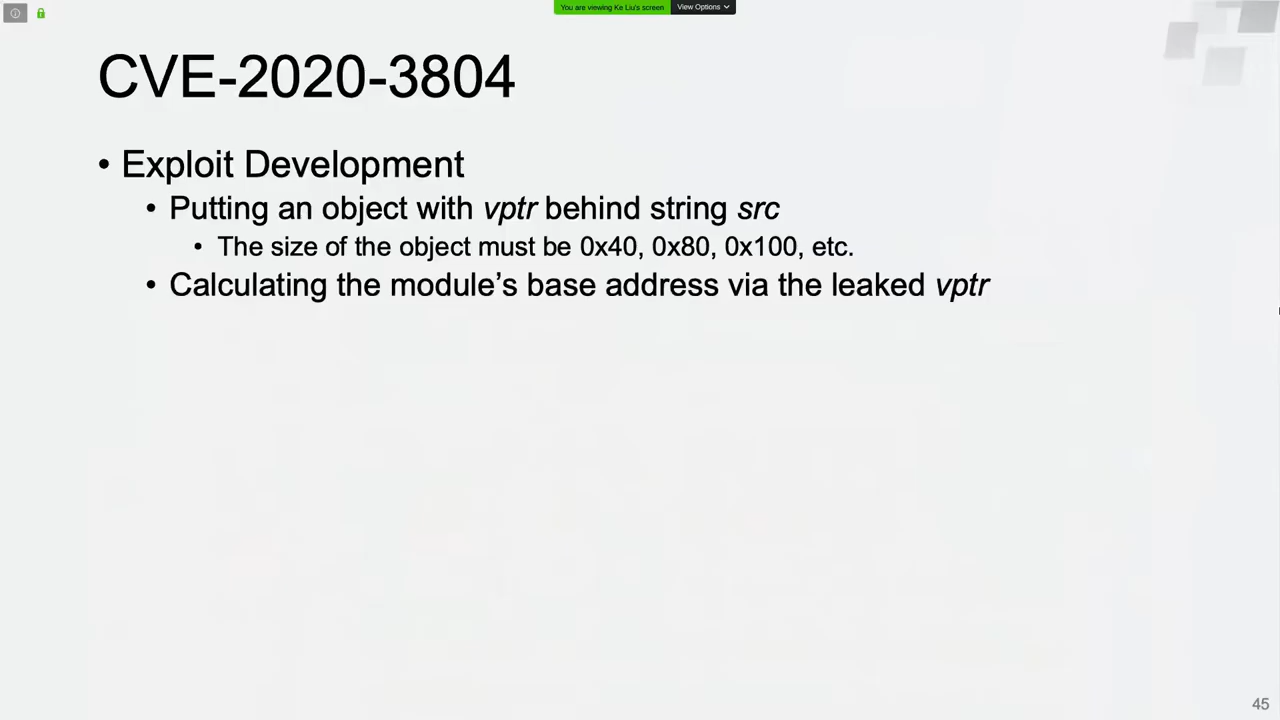 You are viewing Ke Liu's screen
View Options
CVE-2020-3804
• Exploit Development
• Putting an object with vptr behind string src
• The size of the object must be 0x40, 0x80, 0x100, etc.
• Calculating the module's base address via the leaked vptr
45